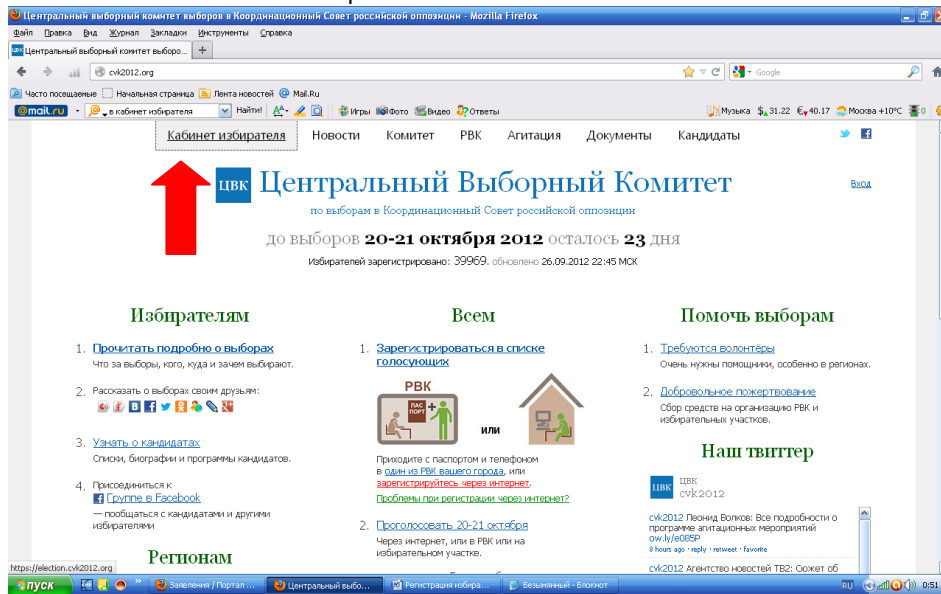 Центральный выборный комитет выборов в Координационный Совет российской оппозиции - Mozilla Firefox
Файл Правка Вид Журнал Закладки Инструменты Справка
ЦВК Центральный выборный комитет выборо... +
cvk2012.org
Google
Часто посещаемые Начальная страница Лента новостей Mail.Ru
@mail.ru в кабинет избирателя Найти! Игры Фото Видео Ответы Музыка $ 31.22 € 40.17 Москва +10°C 0
Кабинет избирателя Новости Комитет РВК Агитация Документы Кандидаты
ЦВК Центральный Выборный Комитет
Вход
по выборам в Координационный Совет российской оппозиции
до выборов 20-21 октября 2012 осталось 23 дня
Избирателей зарегистрировано: 39969. обновлено 26.09.2012 22:45 МСК
Избирателям
1. Прочитать подробно о выборах
Что за выборы, кого, куда и зачем выбирают.
2. Рассказать о выборах своим друзьям:
3. Узнать о кандидатах
Списки, биографии и программы кандидатов.
4. Присоединиться к
Группе в Facebook
— пообщаться с кандидатами и другими
избирателями
Регионам
Всем
1. Зарегистрироваться в списке
голосующих
РВК
ПАС
ПОРТ
или
Приходите с паспортом и телефоном
в один из РВК вашего города, или
зарегистрируйтесь через интернет.
Проблемы при регистрации через интернет?
2. Проголосовать 20-21 октября
Через интернет, или в РВК или на
избирательном участке.
Помочь выборам
1. Требуются волонтёры
Очень нужны помощники, особенно в регионах.
2. Добровольное пожертвование
Сбор средств на организацию РВК и
избирательных участков.
Наш твиттер
ЦВК
ЦВК
cvk2012
cvk2012 Леонид Волков: Все подробности о
программе агитационных мероприятий
ow.ly/e085P
8 hours ago · reply · retweet · favorite
cvk2012 Агентство новостей ТВ2: Сюжет об
https://election.cvk2012.org
пуск Заявления / Портал ... Центральный выбо... Регистрация избира... Безымянный - Блокнот RU 0:51